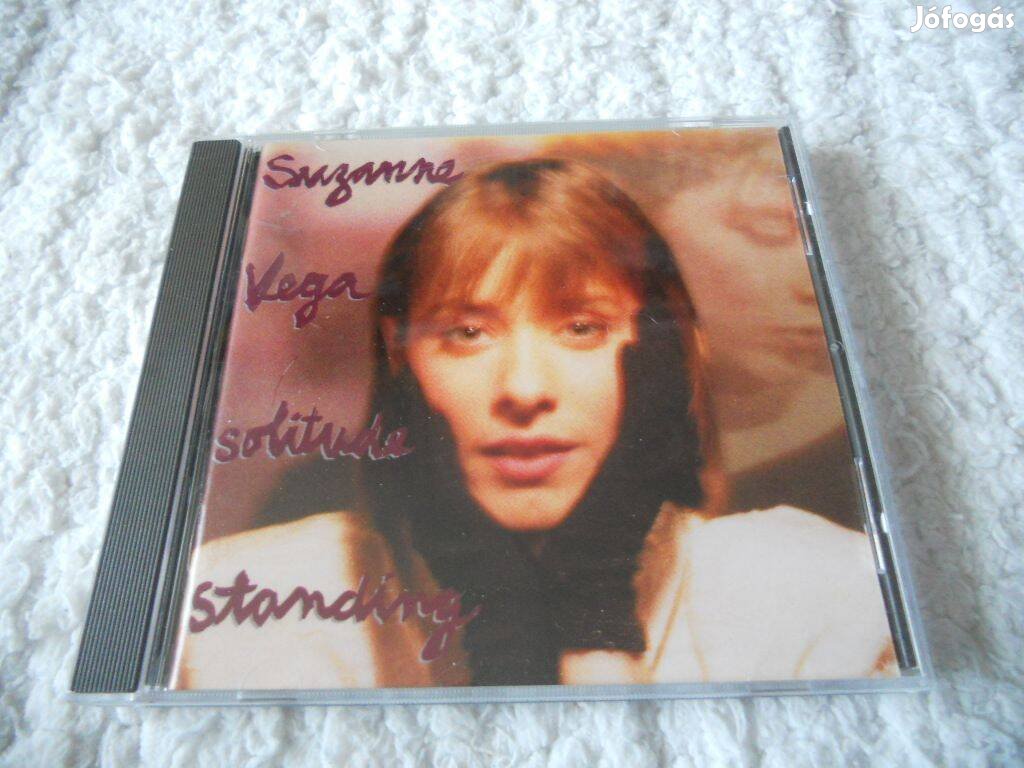 Jófogás
Suzanne
Vega
solitude
standing